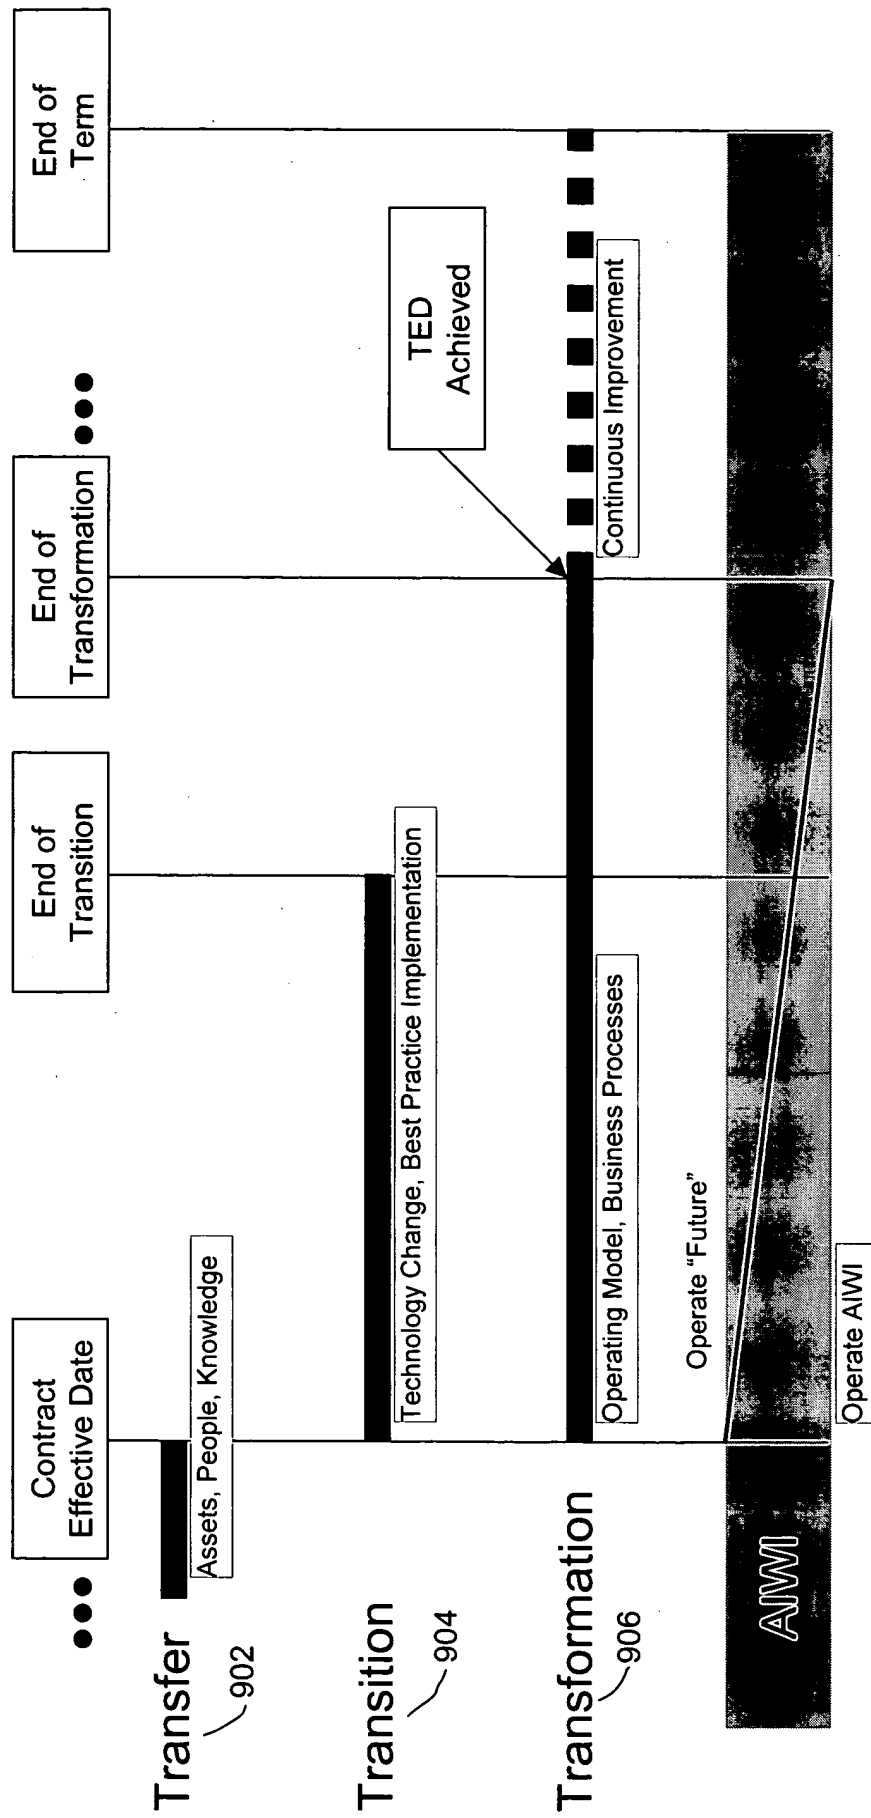 Contract
Effective Date
End of
Transition
End of
Transformation
End of
Term
Transfer
902
Assets, People, Knowledge
Transition
904
Technology Change, Best Practice Implementation
TED
Achieved
Transformation
906
Operating Model, Business Processes
Continuous Improvement
Operate “Future”
AIWI
Operate AIWI